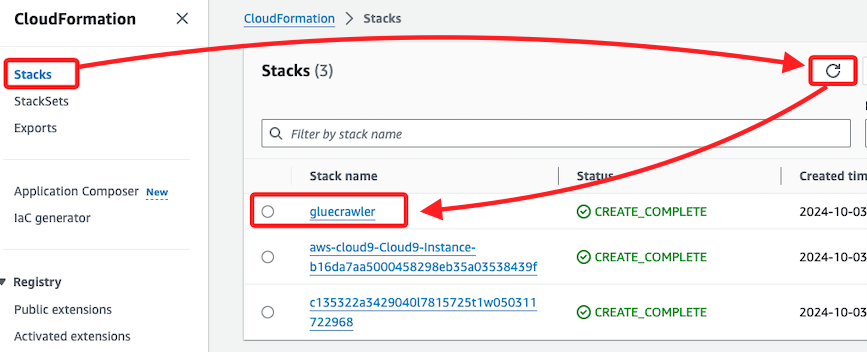 CloudFormation
CloudFormation > Stacks
Stacks
StackSets
Exports
Application Composer New
IaC generator
Registry
Public extensions
Activated extensions
Stacks (3)
Filter by stack name
Stack name Status Created tim
gluecrawler CREATE_COMPLETE 2024-10-03
aws-cloud9-Cloud9-Instance-
b16da7aa5000458298eb35a03538439f CREATE_COMPLETE 2024-10-03
c135322a3429040l7815725t1w050311
722968 CREATE_COMPLETE 2024-10-03